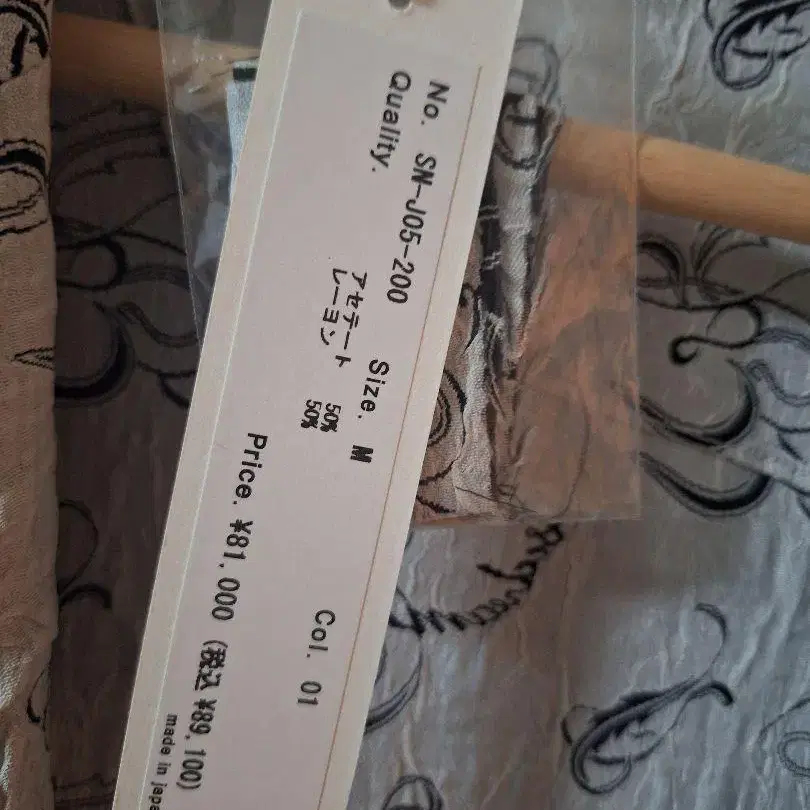 No. SN-J05-200 Size. M Col. 01
Quality.
アセテート 50%
レーヨン 50%
Price. ¥81,000 (税込 ¥89,100)
made in japa